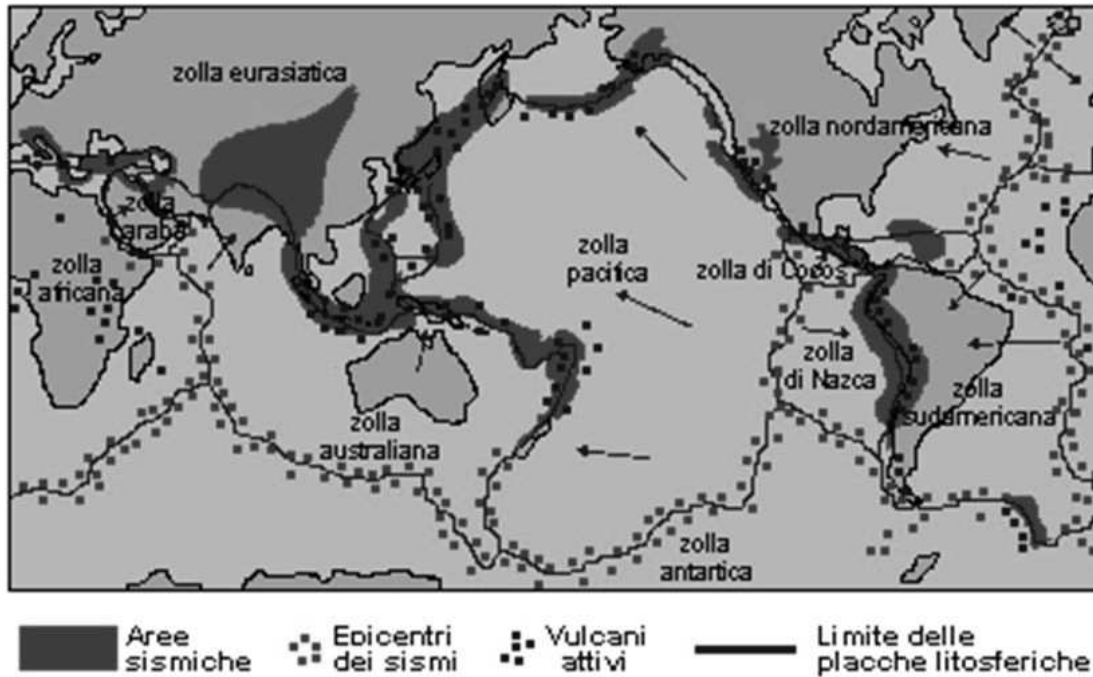 zolla eurasiatica
zolla nordamericana
zolla
araba
zolla
africana
zolla
pacifica
zolla di Cocos
zolla
di Nazca
zolla
sudamericana
zolla
australiana
zolla
antartica
Aree
sismiche
Epicentri
dei sismi
Vulcani
attivi
Limite delle
placche litosferiche